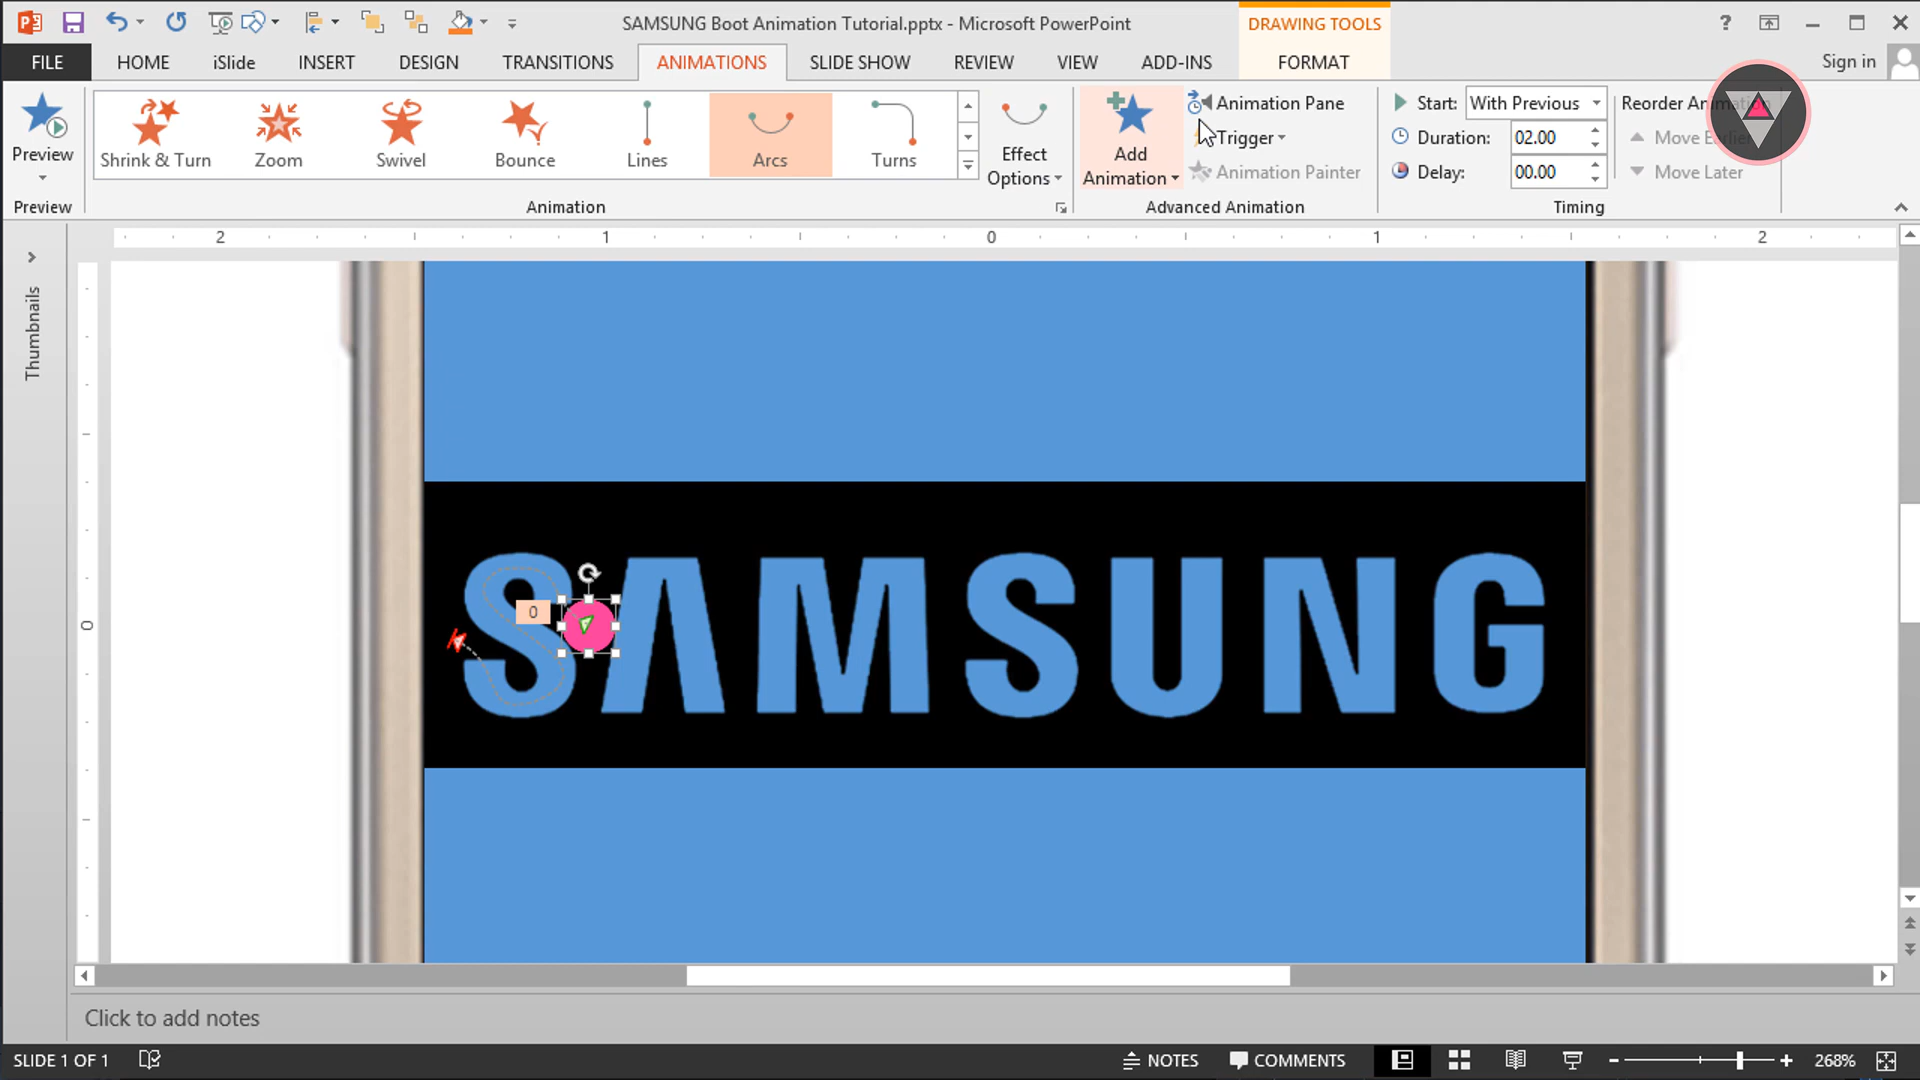 SAMSUNG Boot Animation Tutorial.pptx - Microsoft PowerPoint
DRAWING TOOLS
?
FILE HOME iSlide INSERT DESIGN TRANSITIONS ANIMATIONS SLIDE SHOW REVIEW VIEW ADD-INS FORMAT
Sign in
Preview
Shrink & Turn
Zoom
Swivel
Bounce
Lines
Arcs
Turns
Effect Options
Add Animation
Animation Pane
Trigger
Animation Painter
Start: With Previous
Duration: 02.00
Delay: 00.00
Reorder Animation
Move Earlier
Move Later
Preview
Animation
Advanced Animation
Timing
2 1 0 1 2
Thumbnails
0
0
SAMSUNG
Click to add notes
SLIDE 1 OF 1
NOTES
COMMENTS
268%